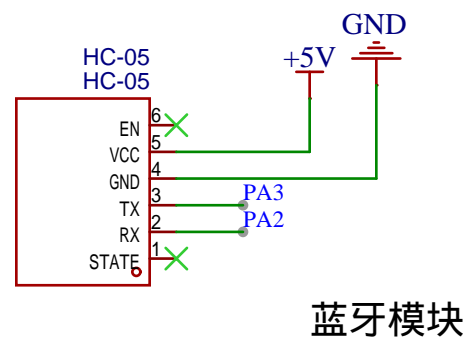 GND
HC-05
+5V
HC-05
EN 6
VCC 5
GND 4
TX 3 PA3
RX 2 PA2
STATE 1
蓝牙模块